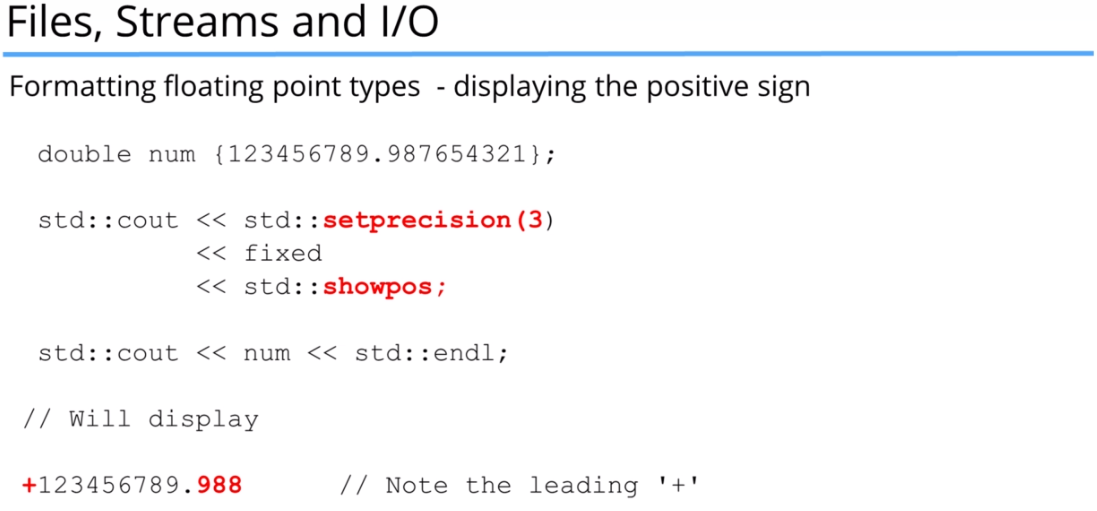 Files, Streams and I/O
Formatting floating point types - displaying the positive sign
double num {123456789.987654321};
std::cout << std::setprecision(3)
<< fixed
<< std::showpos;
std::cout << num << std::endl;
// Will display
+123456789.988 // Note the leading '+'